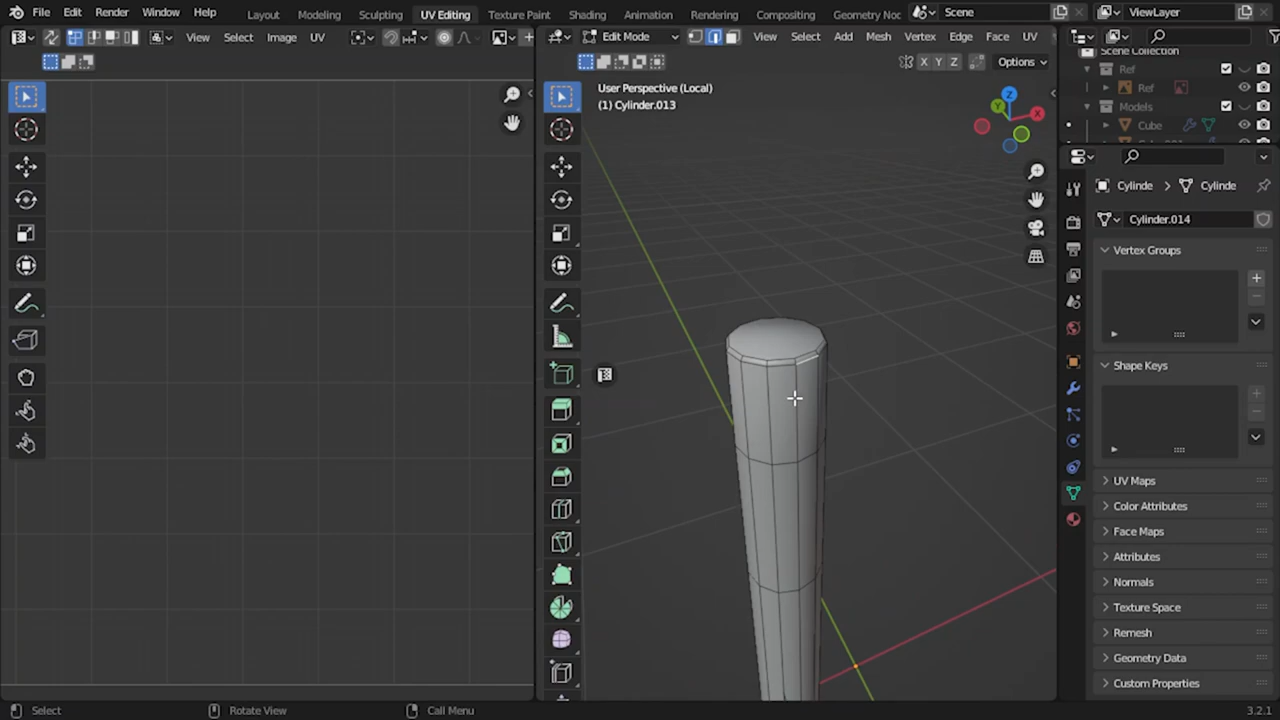 File Edit Render Window Help Layout Modeling Sculpting UV Editing Texture Paint Shading Animation Rendering Compositing Geometry Noc Scene ViewLayer
View Select Image UV Edit Mode View Select Add Mesh Vertex Edge Face UV
X Y Z Options
Scene Collection
Ref
Ref
Models
Cube
User Perspective (Local)
(1) Cylinder.013
Z
Y
X
Cylinde > Cylinde
Cylinder.014
Vertex Groups
Shape Keys
UV Maps
Color Attributes
Face Maps
Attributes
Normals
Texture Space
Remesh
Geometry Data
Custom Properties
Select Rotate View Call Menu 3.2.1